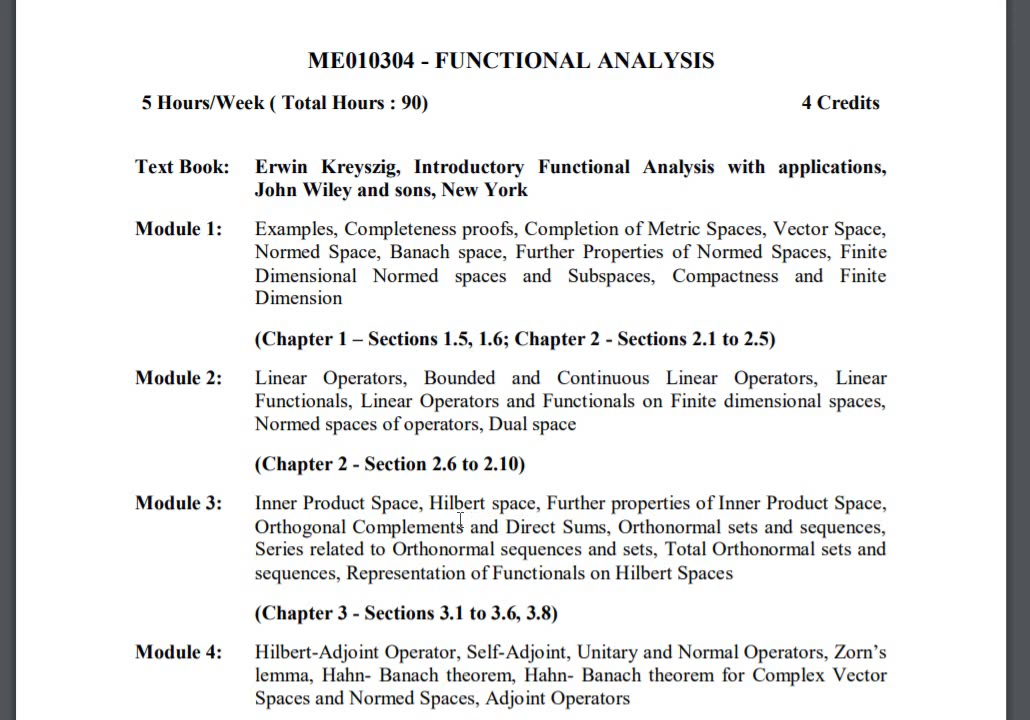 ME010304 - FUNCTIONAL ANALYSIS
5 Hours/Week ( Total Hours : 90) 4 Credits
Text Book: Erwin Kreyszig, Introductory Functional Analysis with applications,
John Wiley and sons, New York
Module 1: Examples, Completeness proofs, Completion of Metric Spaces, Vector Space,
Normed Space, Banach space, Further Properties of Normed Spaces, Finite
Dimensional Normed spaces and Subspaces, Compactness and Finite
Dimension
(Chapter 1 – Sections 1.5, 1.6; Chapter 2 - Sections 2.1 to 2.5)
Module 2: Linear Operators, Bounded and Continuous Linear Operators, Linear
Functionals, Linear Operators and Functionals on Finite dimensional spaces,
Normed spaces of operators, Dual space
(Chapter 2 - Section 2.6 to 2.10)
Module 3: Inner Product Space, Hilbert space, Further properties of Inner Product Space,
Orthogonal Complements and Direct Sums, Orthonormal sets and sequences,
Series related to Orthonormal sequences and sets, Total Orthonormal sets and
sequences, Representation of Functionals on Hilbert Spaces
(Chapter 3 - Sections 3.1 to 3.6, 3.8)
Module 4: Hilbert-Adjoint Operator, Self-Adjoint, Unitary and Normal Operators, Zorn’s
lemma, Hahn- Banach theorem, Hahn- Banach theorem for Complex Vector
Spaces and Normed Spaces, Adjoint Operators